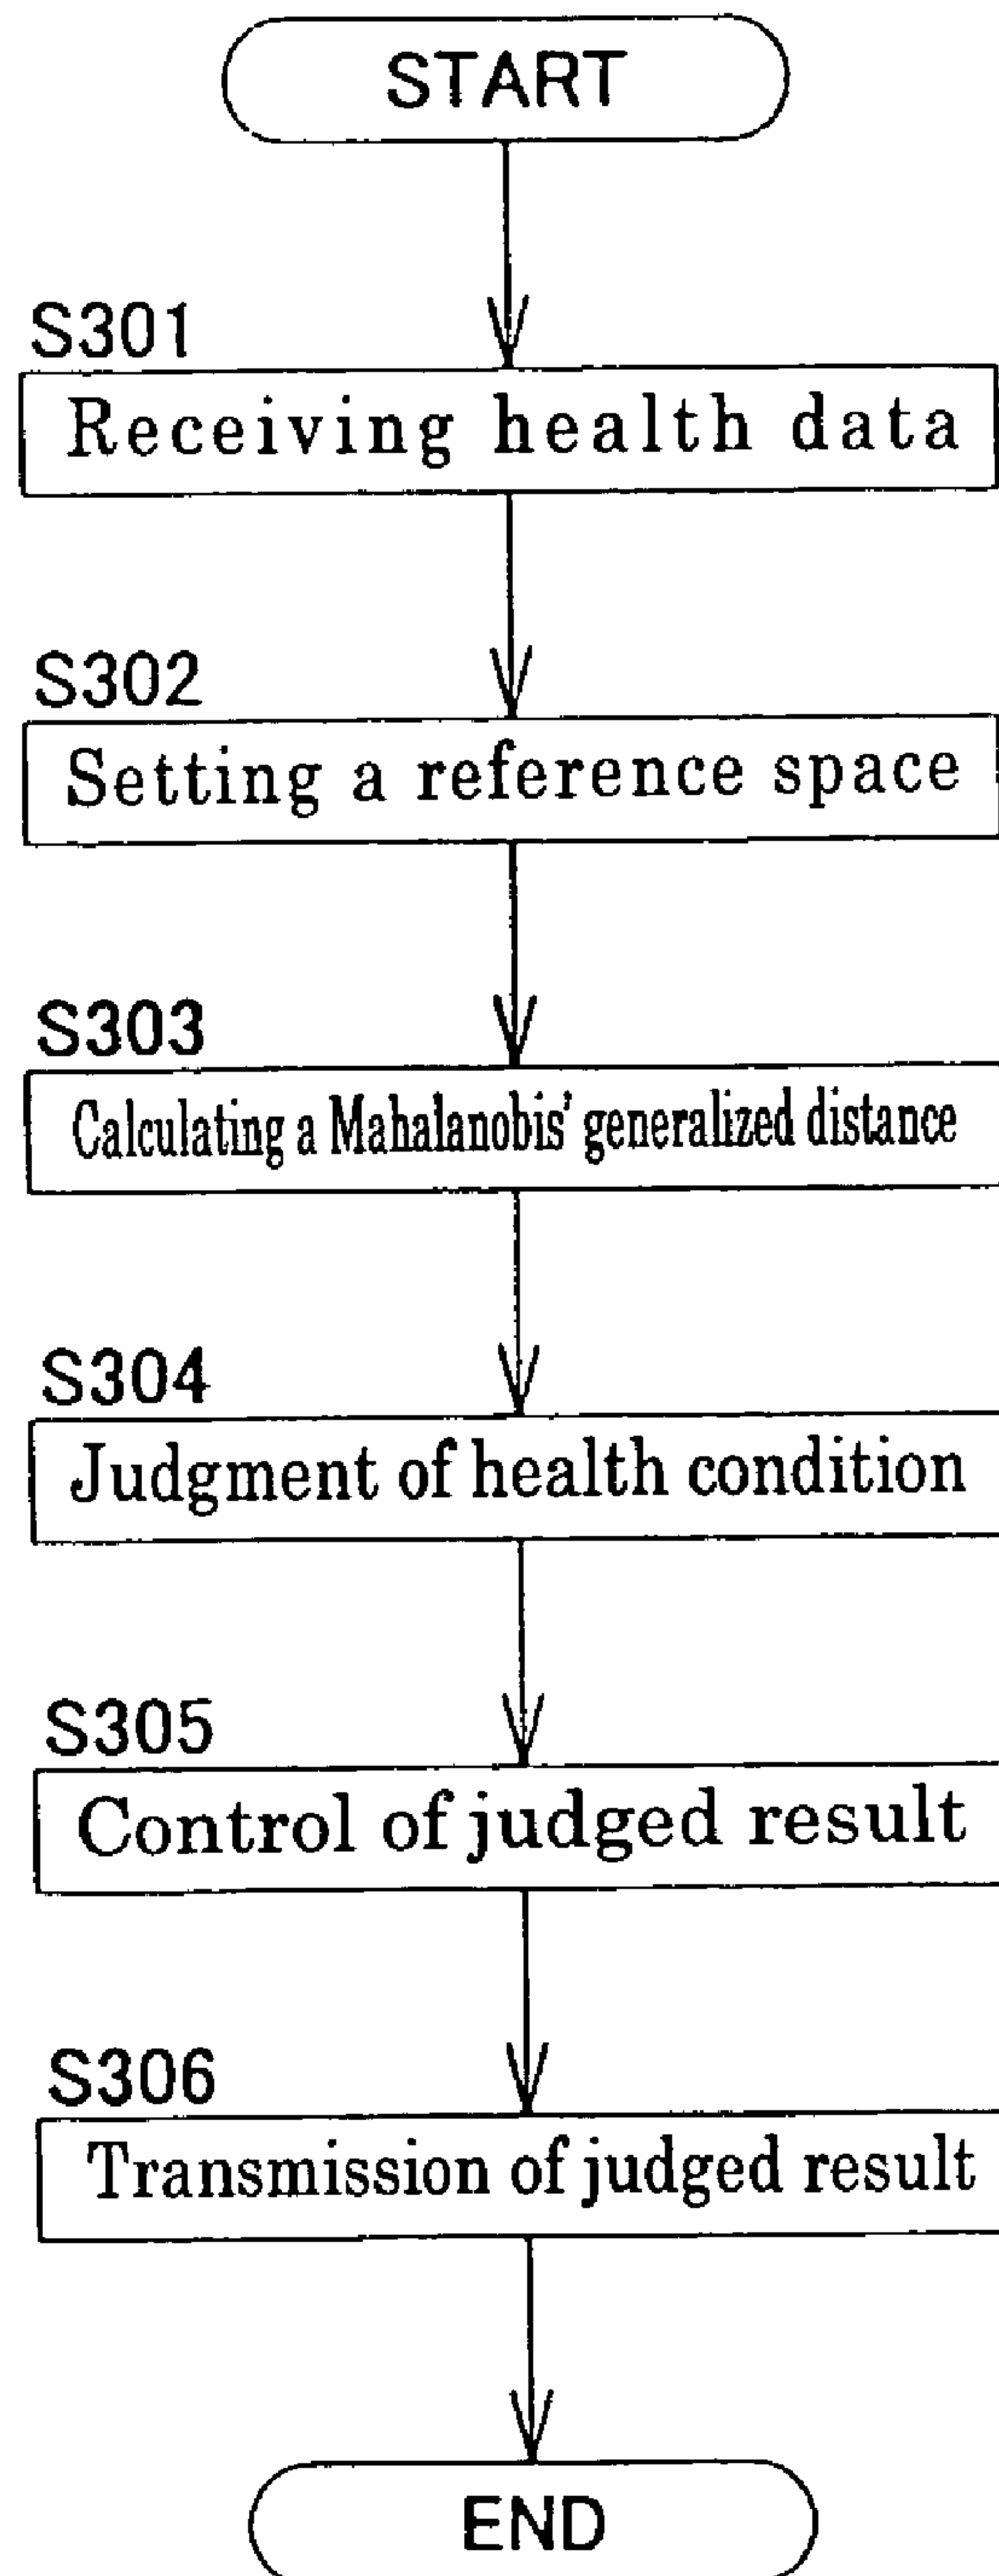 START
S301
Receiving health data
S302
Setting a reference space
S303
Calculating a Mahalanobis' generalized distance
S304
Judgment of health condition
S305
Control of judged result
S306
Transmission of judged result
END